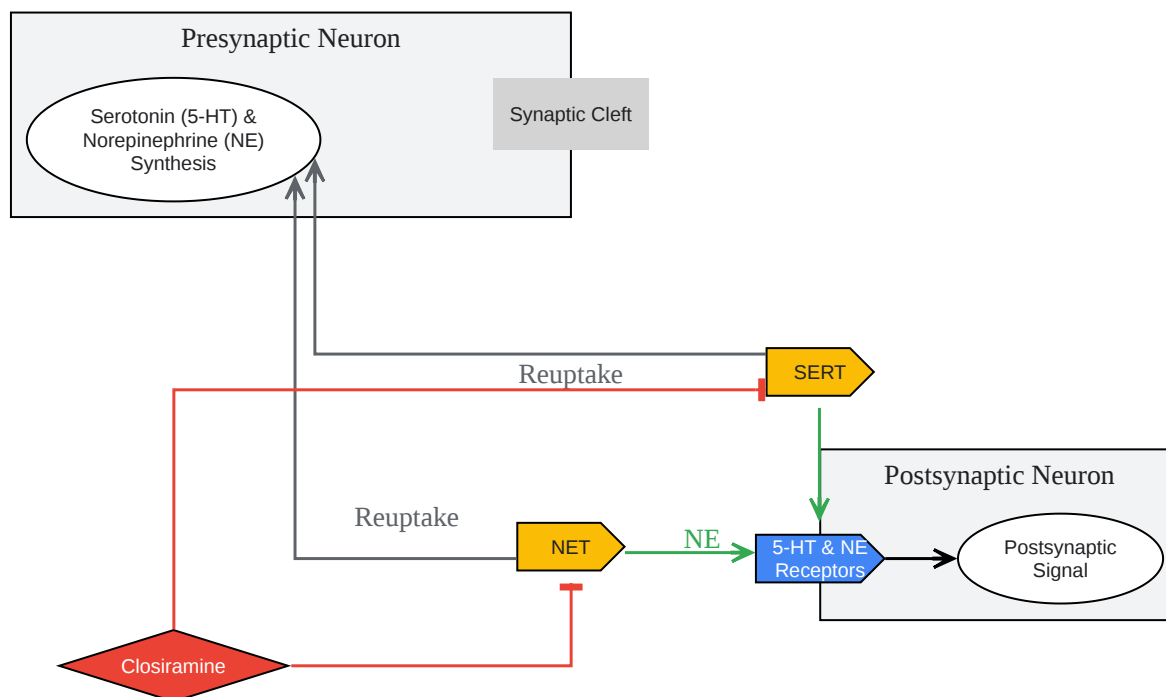 Presynaptic Neuron
Serotonin (5-HT) &
Norepinephrine (NE)
Synthesis
Synaptic Cleft
Reuptake
SERT
Postsynaptic Neuron
Reuptake
NET
NE
5-HT & NE
Receptors
Postsynaptic
Signal
Closiramine